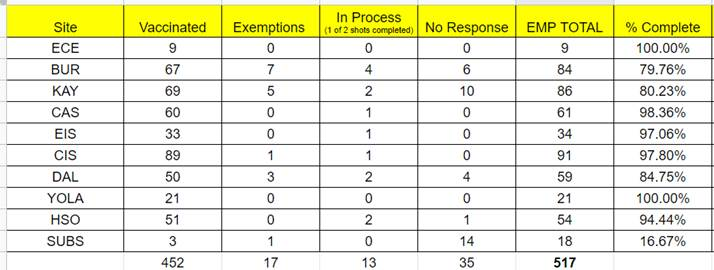 Site Vaccinated Exemptions In Process (1 of 2 shots completed) No Response EMP TOTAL % Complete
ECE 9 0 0 0 9 100.00%
BUR 67 7 4 6 84 79.76%
KAY 69 5 2 10 86 80.23%
CAS 60 0 1 0 61 98.36%
EIS 33 0 1 0 34 97.06%
CIS 89 1 1 0 91 97.80%
DAL 50 3 2 4 59 84.75%
YOLA 21 0 0 0 21 100.00%
HSO 51 0 2 1 54 94.44%
SUBS 3 1 0 14 18 16.67%
452 17 13 35 517